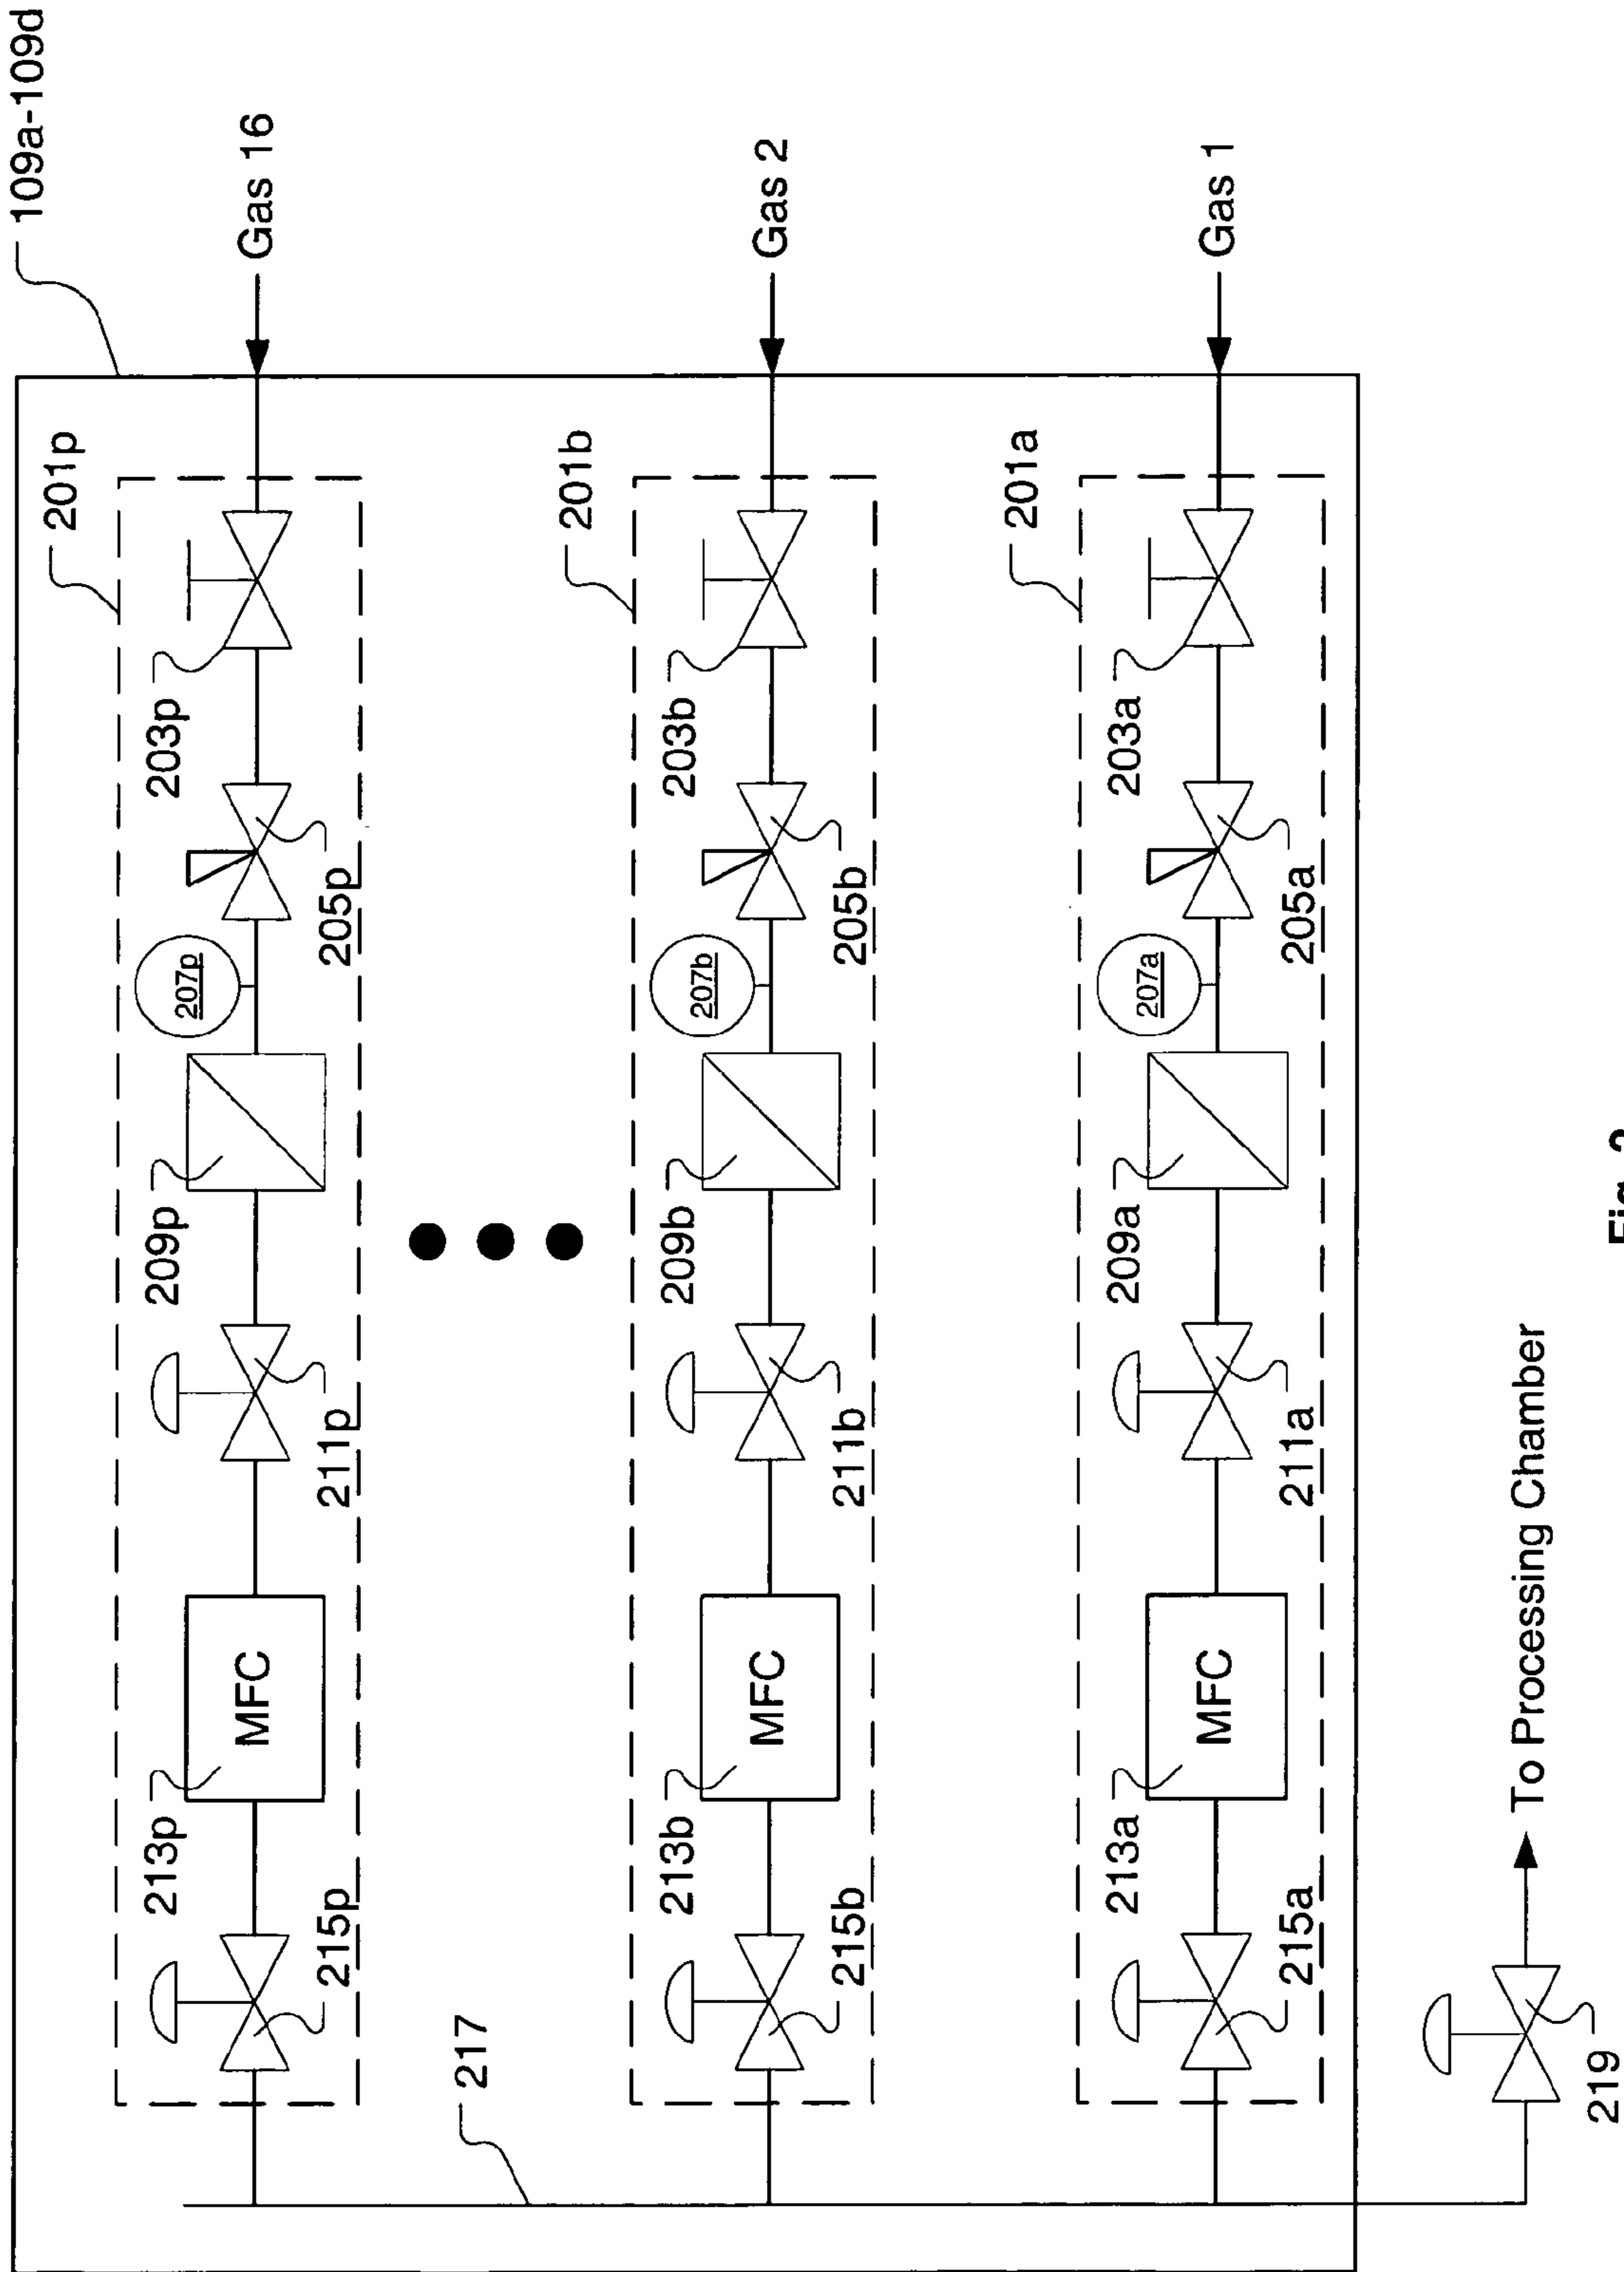 109a-109d
Gas 16
Gas 2
Gas 1
201p
201b
201a
203p
203b
203a
205p
205b
205a
207p
207b
207a
209p
209b
209a
211p
211b
211a
MFC
MFC
MFC
213p
213b
213a
215p
215b
215a
217
219
To Processing Chamber
Fig. 2